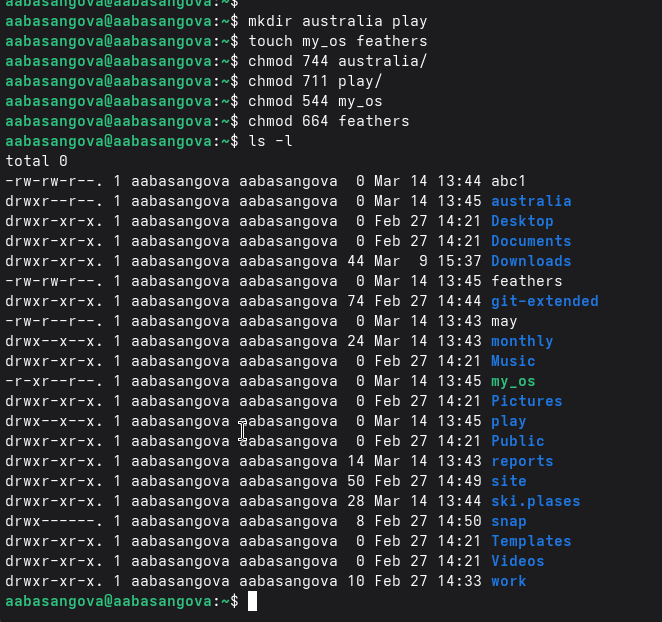 aabasangova@aabasangova:~$
aabasangova@aabasangova:~$ mkdir australia play
aabasangova@aabasangova:~$ touch my_os feathers
aabasangova@aabasangova:~$ chmod 744 australia/
aabasangova@aabasangova:~$ chmod 711 play/
aabasangova@aabasangova:~$ chmod 544 my_os
aabasangova@aabasangova:~$ chmod 664 feathers
aabasangova@aabasangova:~$ ls -l
total 0
-rw-rw-r--. 1 aabasangova aabasangova  0 Mar 14 13:44 abc1
drwxr--r--. 1 aabasangova aabasangova  0 Mar 14 13:45 australia
drwxr-xr-x. 1 aabasangova aabasangova  0 Feb 27 14:21 Desktop
drwxr-xr-x. 1 aabasangova aabasangova  0 Feb 27 14:21 Documents
drwxr-xr-x. 1 aabasangova aabasangova 44 Mar  9 15:37 Downloads
-rw-rw-r--. 1 aabasangova aabasangova  0 Mar 14 13:45 feathers
drwxr-xr-x. 1 aabasangova aabasangova 74 Feb 27 14:44 git-extended
-rw-r--r--. 1 aabasangova aabasangova  0 Mar 14 13:43 may
drwx--x--x. 1 aabasangova aabasangova 24 Mar 14 13:43 monthly
drwxr-xr-x. 1 aabasangova aabasangova  0 Feb 27 14:21 Music
-r-xr--r--. 1 aabasangova aabasangova  0 Mar 14 13:45 my_os
drwxr-xr-x. 1 aabasangova aabasangova  0 Feb 27 14:21 Pictures
drwx--x--x. 1 aabasangova aabasangova  0 Mar 14 13:45 play
drwxr-xr-x. 1 aabasangova aabasangova  0 Feb 27 14:21 Public
drwxr-xr-x. 1 aabasangova aabasangova 14 Mar 14 13:43 reports
drwxr-xr-x. 1 aabasangova aabasangova 50 Feb 27 14:49 site
drwxr-xr-x. 1 aabasangova aabasangova 28 Mar 14 13:44 ski.plases
drwx------. 1 aabasangova aabasangova  8 Feb 27 14:50 snap
drwxr-xr-x. 1 aabasangova aabasangova  0 Feb 27 14:21 Templates
drwxr-xr-x. 1 aabasangova aabasangova  0 Feb 27 14:21 Videos
drwxr-xr-x. 1 aabasangova aabasangova 10 Feb 27 14:33 work
aabasangova@aabasangova:~$